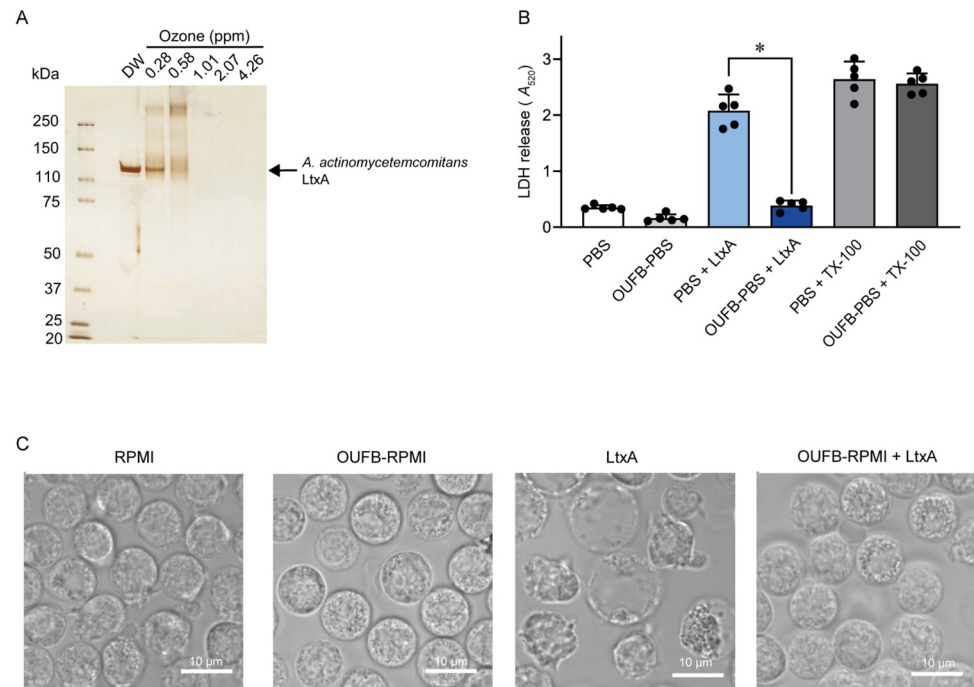 A
Ozone (ppm)
DW 0.28 0.58 1.01 2.07 4.26
kDa
250
150
110
75
50
37
25
20
A. actinomycetemcomitans
LtxA
B
LDH release (A520)
3
2
1
0
*
PBS
OUFB-PBS
PBS + LtxA
OUFB-PBS + LtxA
PBS + TX-100
OUFB-PBS + TX-100
C
RPMI
OUFB-RPMI
LtxA
OUFB-RPMI + LtxA
10 µm
10 µm
10 µm
10 µm